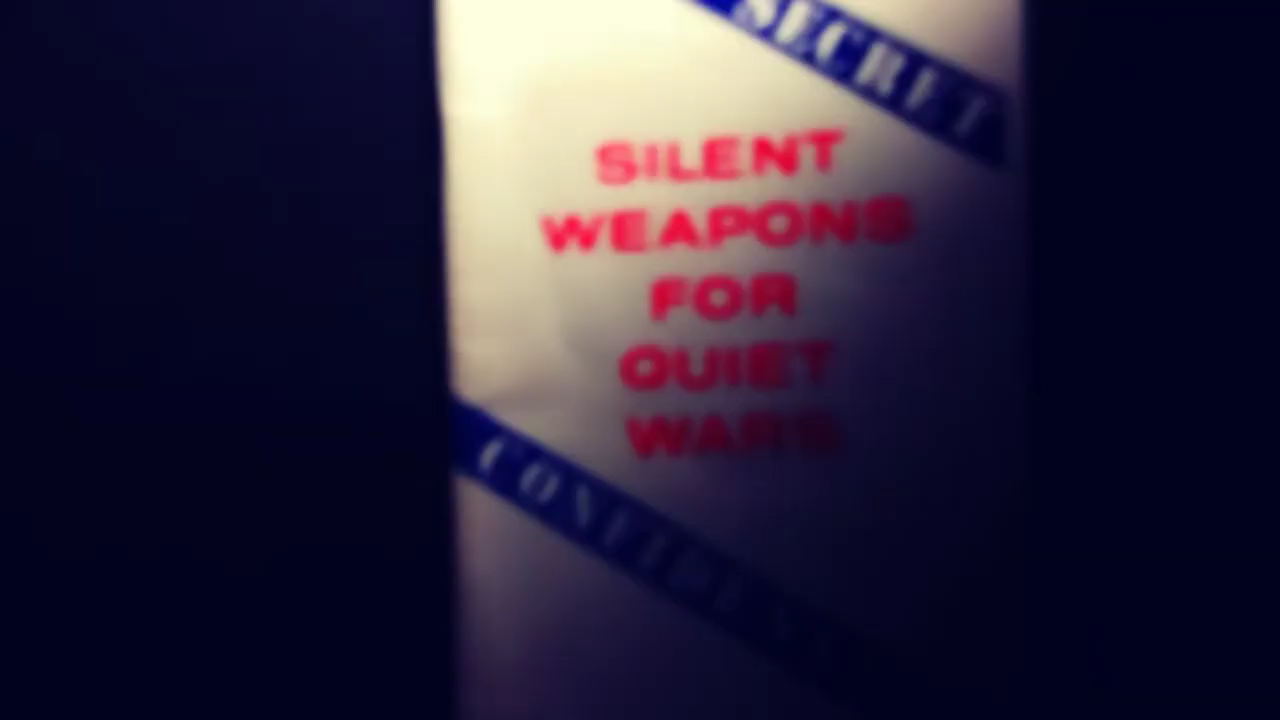 SECRET
SILENT
WEAPONS
FOR
QUIET
WARS